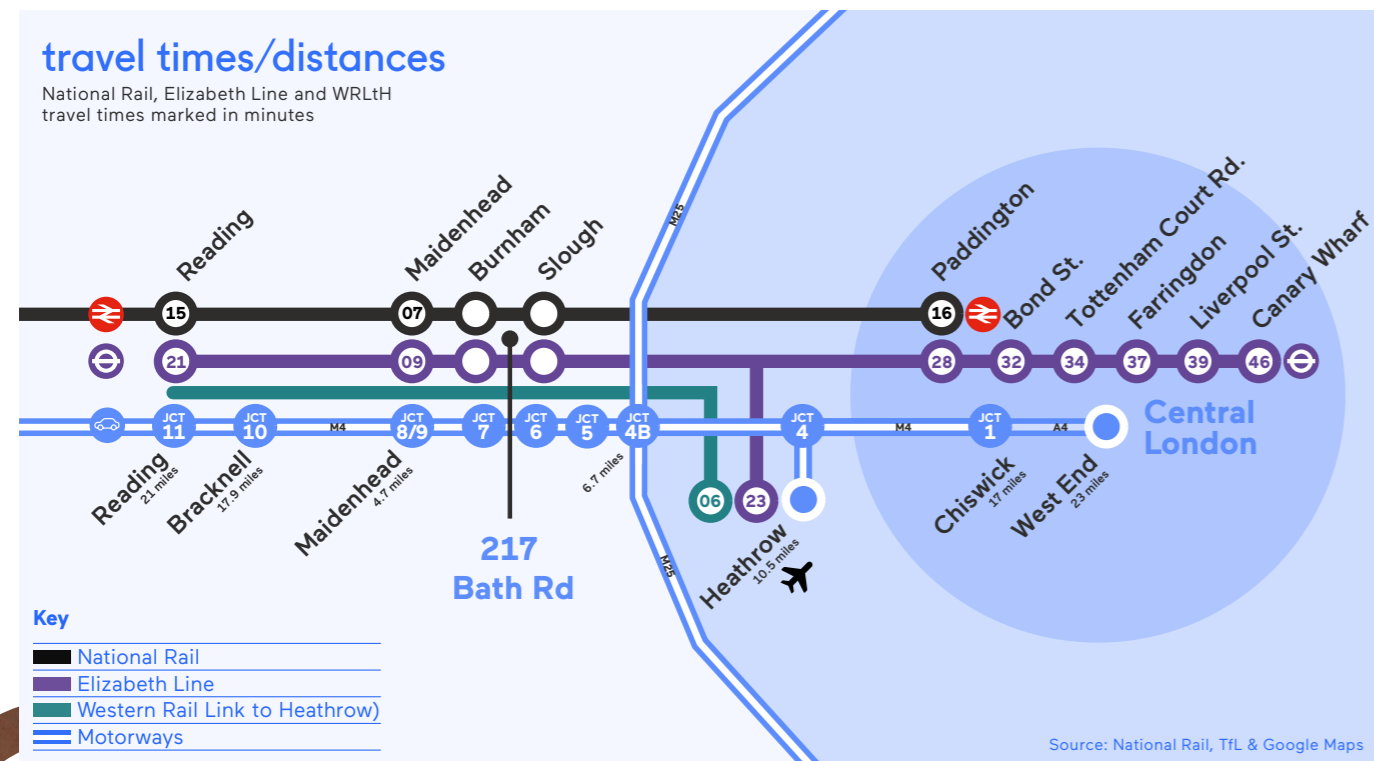 travel times/distances
National Rail, Elizabeth Line and WRLtH
travel times marked in minutes
M25
Reading
Maidenhead
Burnham
Slough
Paddington
Bond St.
Tottenham Court Rd.
Farringdon
Liverpool St.
Canary Wharf
15
07
16
21
09
28
32
34
37
39
46
JCT 11
JCT 10
M4
JCT 8/9
JCT 7
JCT 6
JCT 5
JCT 4B
JCT 4
M4
JCT 1
A4
Central
London
Reading
21 miles
Bracknell
17.9 miles
Maidenhead
4.7 miles
6.7 miles
06
23
Heathrow
10.5 miles
Chiswick
17 miles
West End
23 miles
217
Bath Rd
M25
Key
National Rail
Elizabeth Line
Western Rail Link to Heathrow)
Motorways
Source: National Rail, TfL & Google Maps